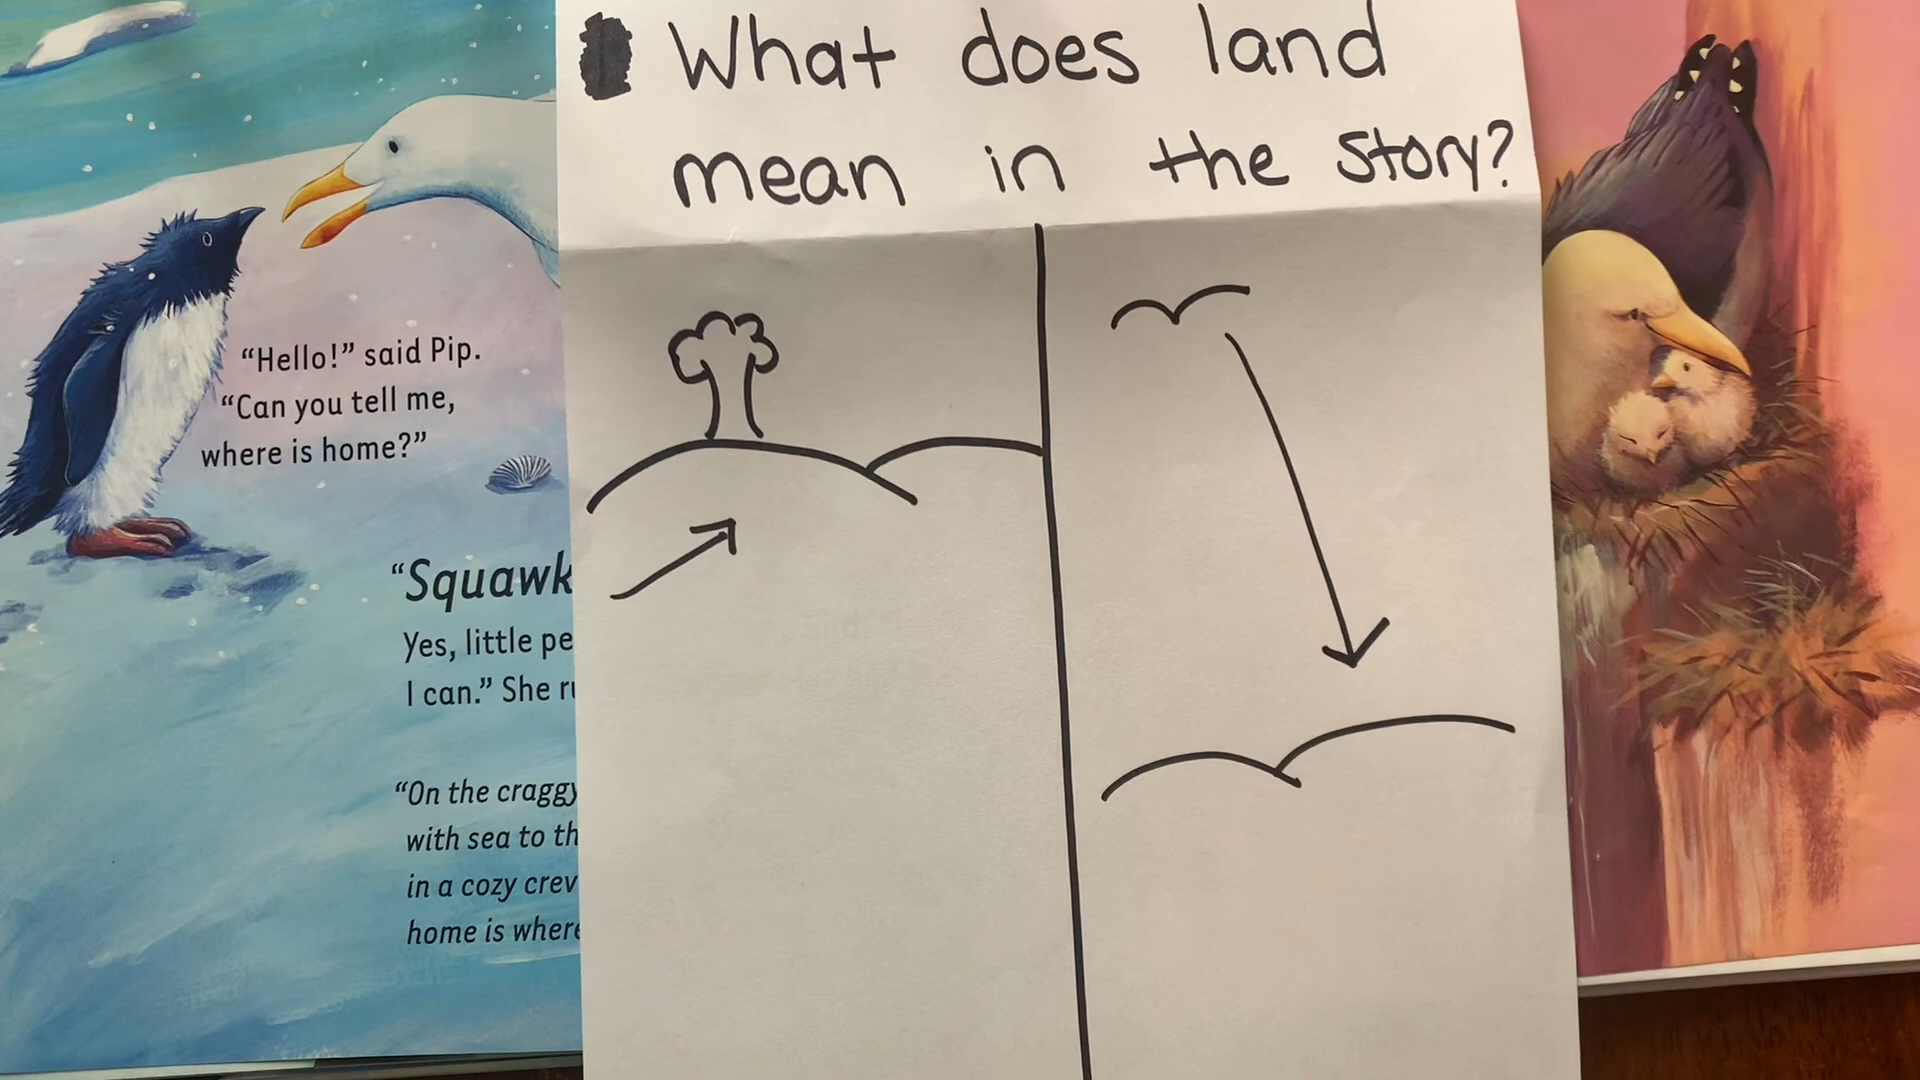 What does land
mean in the story?
“Hello!” said Pip.
“Can you tell me,
where is home?”
“Squawk
Yes, little pe
I can.” She ru
“On the craggy
with sea to th
in a cozy crev
home is where